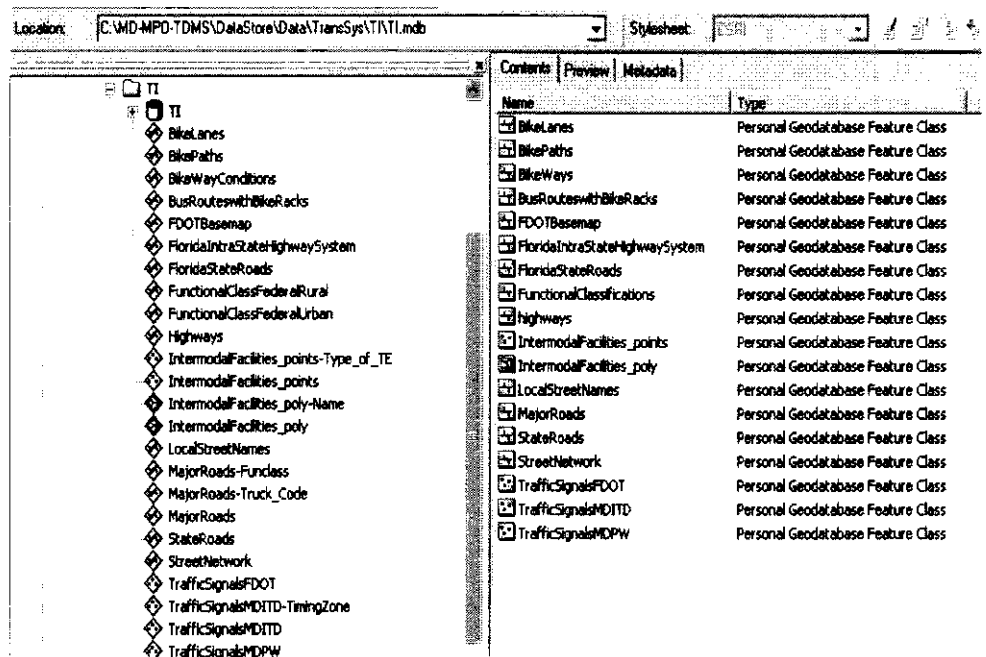 Location: C:\MD-MPO-TDMS\DataStore\Data\TransSys\TI\TI.mdb Stylesheet:
TI
TI
BikeLanes
BikePaths
BikeWayConditions
BusRouteswithBikeRacks
FDOTBasemap
FloridaIntraStateHighwaySystem
FloridaStateRoads
FunctionalClassFederalRural
FunctionalClassFederalUrban
Highways
IntermodalFacilities_points-Type_of_TE
IntermodalFacilities_points
IntermodalFacilities_poly-Name
IntermodalFacilities_poly
LocalStreetNames
MajorRoads-Funclass
MajorRoads-Truck_Code
MajorRoads
StateRoads
StreetNetwork
TrafficSignalsFDOT
TrafficSignalsMDITD-TimingZone
TrafficSignalsMDITD
TrafficSignalsMDPW
Contents Preview Metadata
Name Type
BikeLanes Personal Geodatabase Feature Class
BikePaths Personal Geodatabase Feature Class
BikeWays Personal Geodatabase Feature Class
BusRouteswithBikeRacks Personal Geodatabase Feature Class
FDOTBasemap Personal Geodatabase Feature Class
FloridaIntraStateHighwaySystem Personal Geodatabase Feature Class
FloridaStateRoads Personal Geodatabase Feature Class
FunctionalClassifications Personal Geodatabase Feature Class
highways Personal Geodatabase Feature Class
IntermodalFacilities_points Personal Geodatabase Feature Class
IntermodalFacilities_poly Personal Geodatabase Feature Class
LocalStreetNames Personal Geodatabase Feature Class
MajorRoads Personal Geodatabase Feature Class
StateRoads Personal Geodatabase Feature Class
StreetNetwork Personal Geodatabase Feature Class
TrafficSignalsFDOT Personal Geodatabase Feature Class
TrafficSignalsMDITD Personal Geodatabase Feature Class
TrafficSignalsMDPW Personal Geodatabase Feature Class